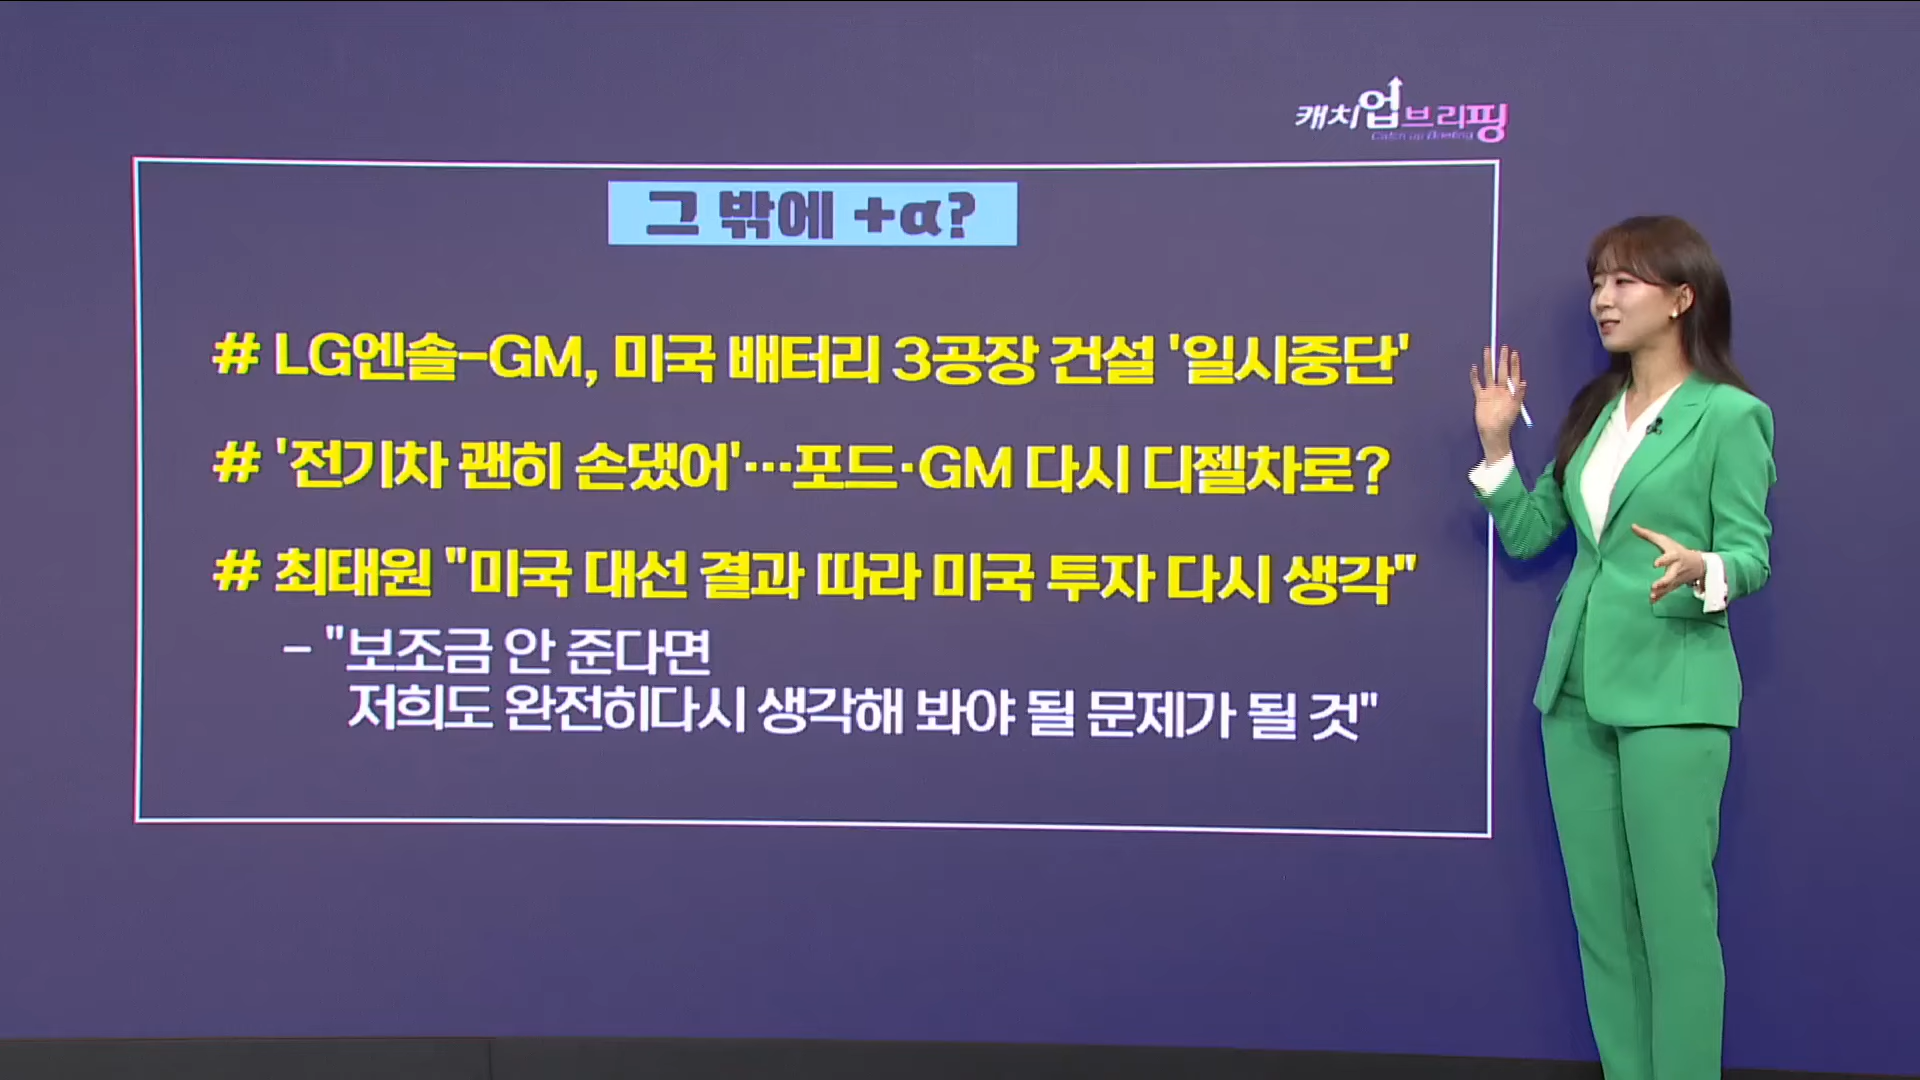 캐치업브리핑
Catch up Briefing
그 밖에 +α?
# LG엔솔-GM, 미국 배터리 3공장 건설 '일시중단'
# '전기차 괜히 손댔어'…포드·GM 다시 디젤차로?
# 최태원 "미국 대선 결과 따라 미국 투자 다시 생각"
- "보조금 안 준다면
저희도 완전히다시 생각해 봐야 될 문제가 될 것"